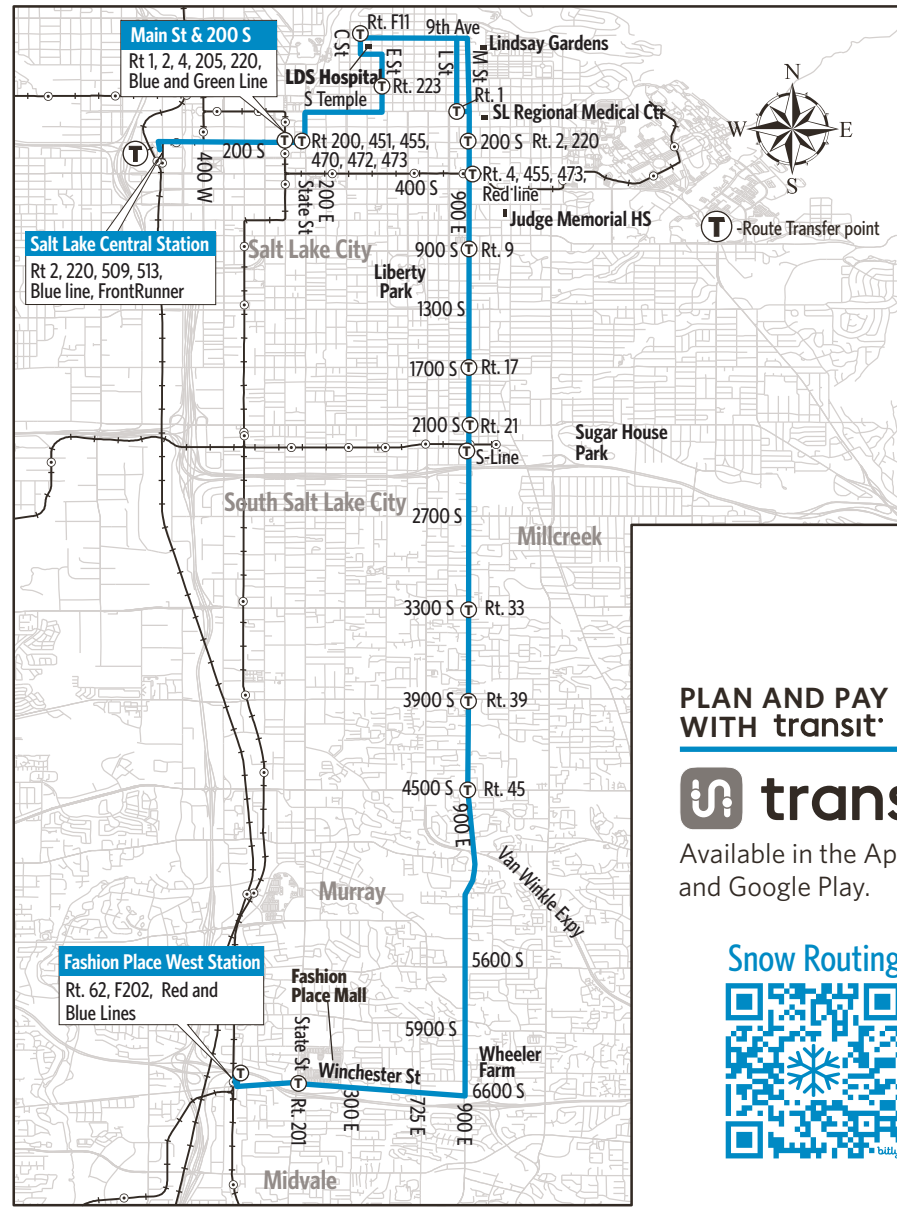 Main St & 200 S
Rt 1, 2, 4, 205, 220,
Blue and Green Line
Rt. F11
9th Ave
C St
E St
L St
M St
Lindsay Gardens
LDS Hospital
Rt. 223
S Temple
Rt. 1
SL Regional Medical Ctr
N
W
E
S
T
200 S
Rt 200, 451, 455,
470, 472, 473
200 S Rt. 2, 220
400 W
State St
200 E
400 S
Rt. 4, 455, 473,
Red line
900 E
Judge Memorial HS
T -Route Transfer point
Salt Lake Central Station
Rt 2, 220, 509, 513,
Blue line, FrontRunner
Salt Lake City
900 S T Rt. 9
Liberty
Park
1300 S
1700 S T Rt. 17
2100 S T Rt. 21
T S-Line
Sugar House
Park
South Salt Lake City
2700 S
Millcreek
3300 S T Rt. 33
3900 S T Rt. 39
4500 S T Rt. 45
900 E
Van Winkle Expy
Murray
PLAN AND PAY
WITH transit
trans
Available in the Ap
and Google Play.
Snow Routing
bitly
Fashion Place West Station
Rt. 62, F202, Red and
Blue Lines
5600 S
Fashion
Place Mall
5900 S
State St
Winchester St
Wheeler
Farm
6600 S
T
T
Rt. 201
300 E
725 E
900 E
Midvale